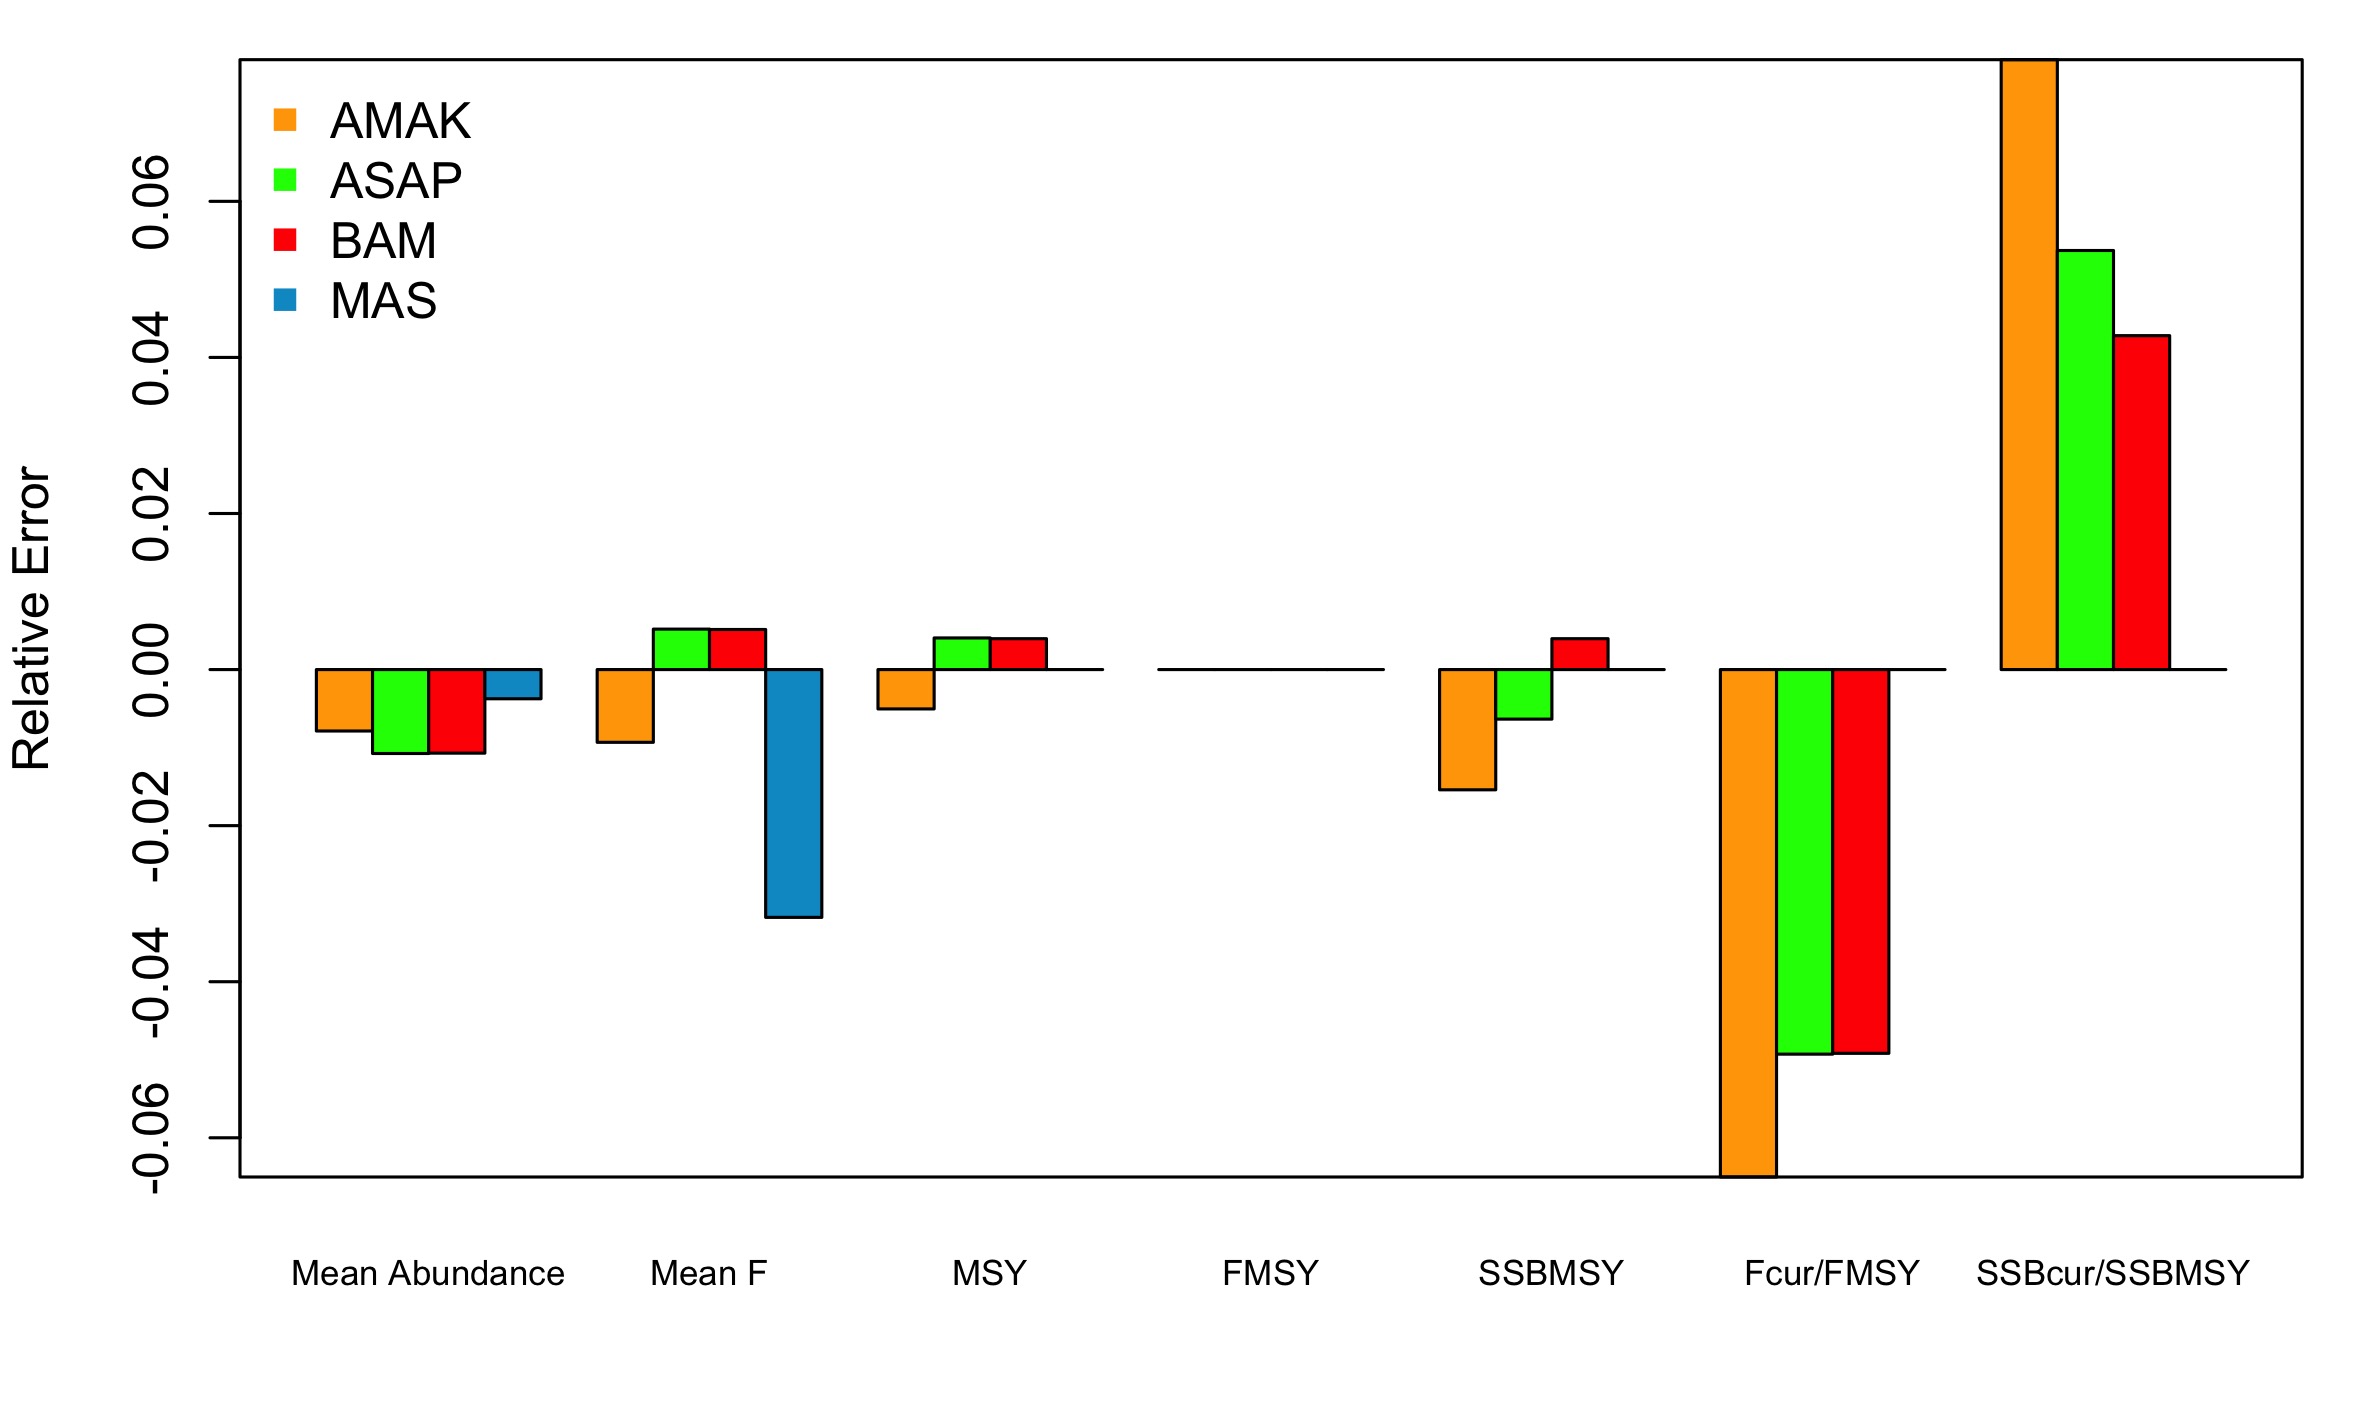 AMAK
ASAP
BAM
MAS
Relative Error
0.06
0.04
0.02
0.00
-0.02
-0.04
-0.06
Mean Abundance
Mean F
MSY
FMSY
SSBMSY
Fcur/FMSY
SSBcur/SSBMSY